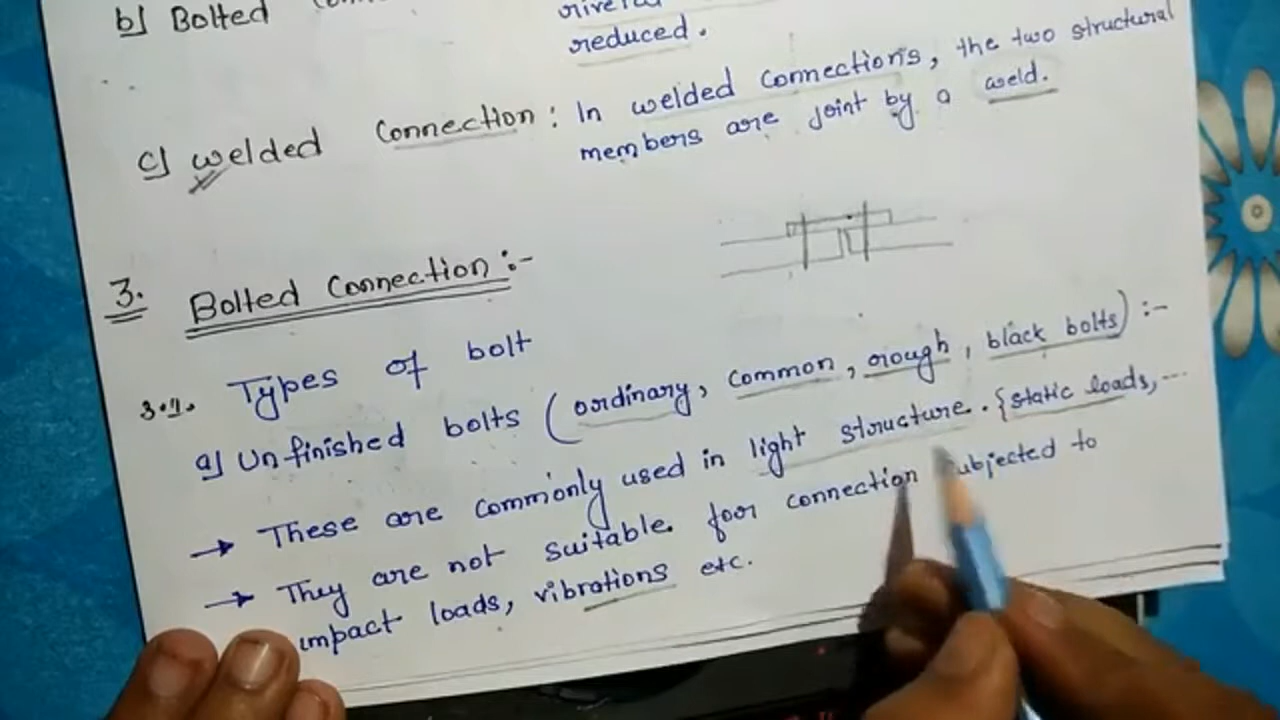 b) Bolted
reduced.
c) welded connection : In welded connections, the two structural
members are joint by a weld.
3. Bolted Connection :-
3.1. Types of bolt
a) Unfinished bolts (ordinary, common, rough, black bolts) :-
→ These are commonly used in light structure. {static loads, ...
→ They are not suitable for connection subjected to
impact loads, vibrations etc.